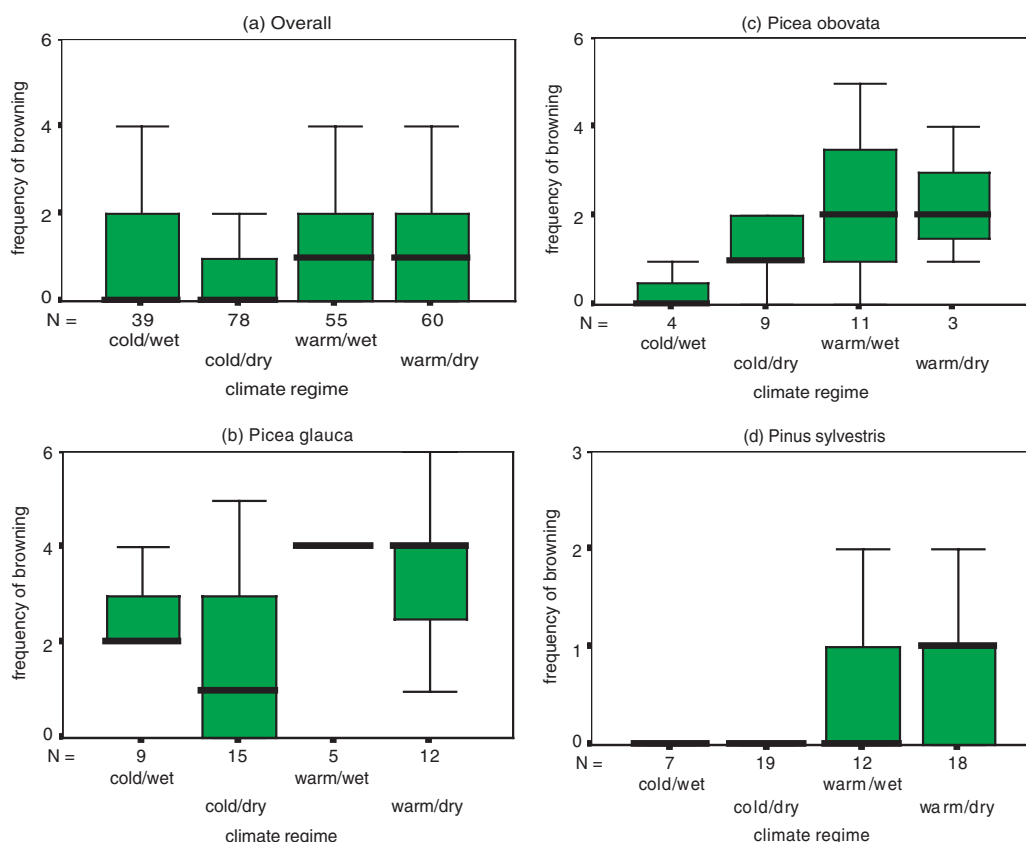 (a) Overall
frequency of browning
6
4
2
0
N =
39
78
55
60
cold/wet
warm/wet
cold/dry
warm/dry
climate regime
(c) Picea obovata
frequency of browning
6
4
2
0
N =
4
9
11
3
cold/wet
warm/wet
cold/dry
warm/dry
climate regime
(b) Picea glauca
frequency of browning
6
4
2
0
N =
9
15
5
12
cold/wet
warm/wet
cold/dry
warm/dry
climate regime
(d) Pinus sylvestris
frequency of browning
3
2
1
0
N =
7
19
12
18
cold/wet
warm/wet
cold/dry
warm/dry
climate regime